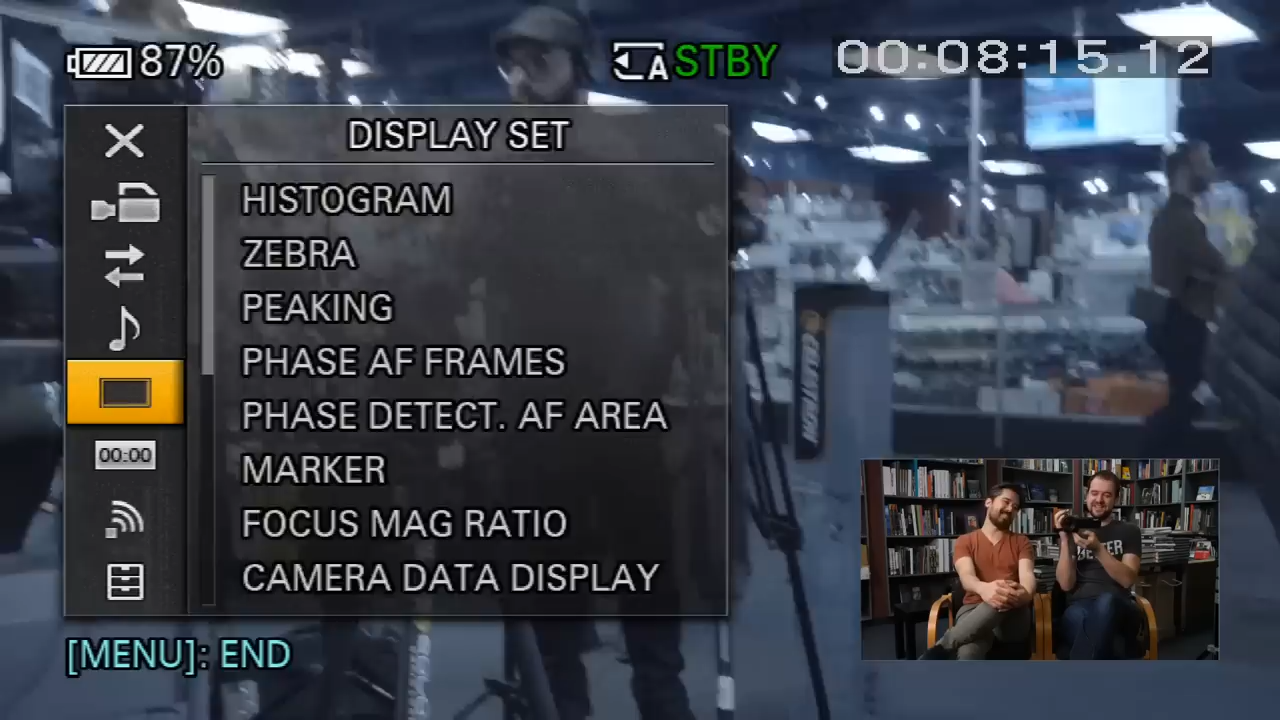 87%
A STBY
00:08:15.12
DISPLAY SET
HISTOGRAM
ZEBRA
PEAKING
PHASE AF FRAMES
PHASE DETECT. AF AREA
MARKER
FOCUS MAG RATIO
CAMERA DATA DISPLAY
00:00
[MENU]: END
CELESTRON